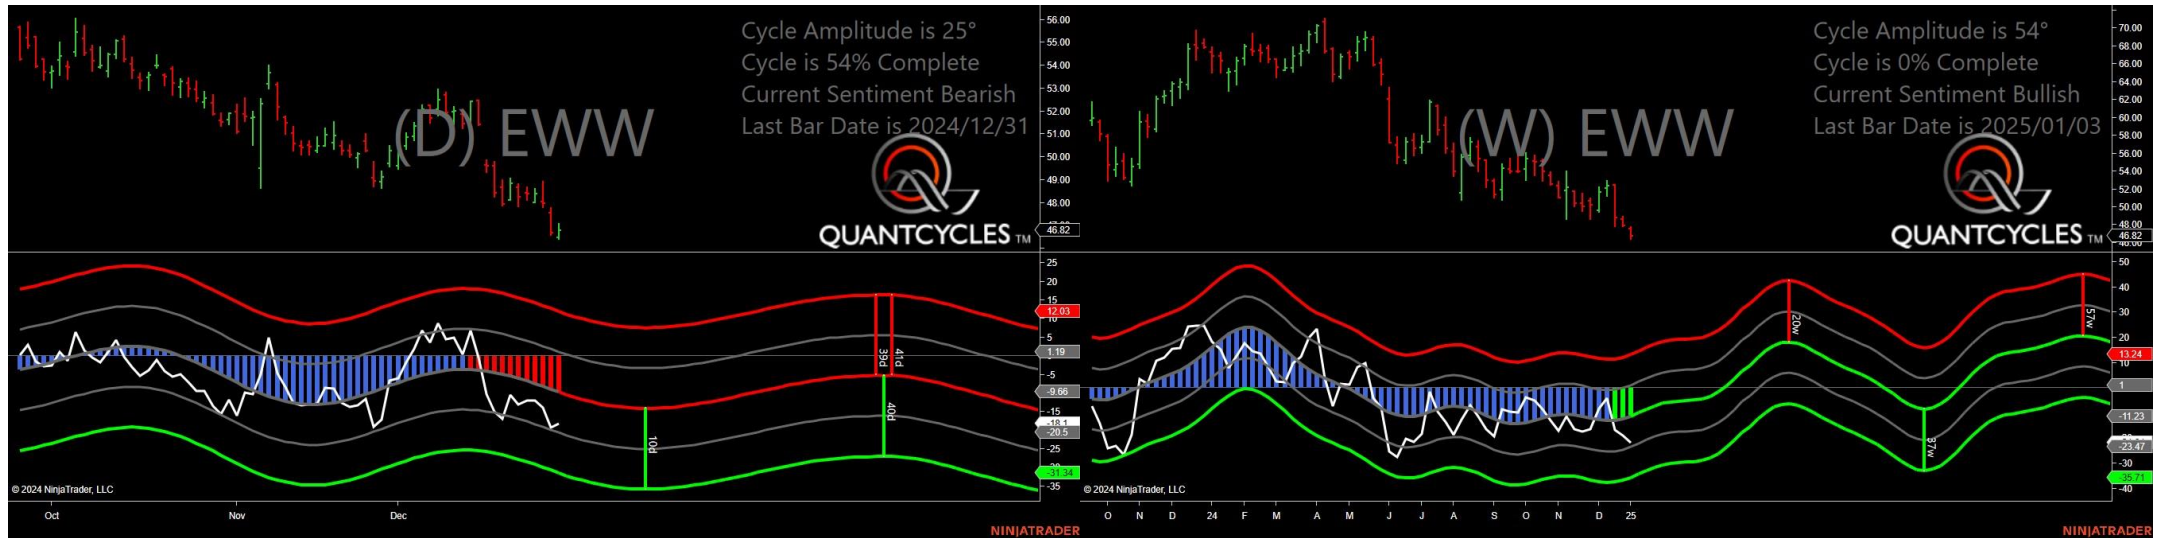 Cycle Amplitude is 25°
Cycle is 54% Complete
Current Sentiment Bearish
Last Bar Date is 2024/12/31
(D) EWW
QUANTCYCLES TM
56.00
55.00
54.00
53.00
52.00
51.00
50.00
49.00
48.00
46.82
25
20
15
12.03
10
5
1.19
-5
-9.66
-15
-18.1
-20.5
-25
-31.34
-35
10d
39d
41d
40d
© 2024 NinjaTrader, LLC
Oct
Nov
Dec
NINJATRADER
Cycle Amplitude is 54°
Cycle is 0% Complete
Current Sentiment Bullish
Last Bar Date is 2025/01/03
(W) EWW
QUANTCYCLES TM
70.00
68.00
66.00
64.00
62.00
60.00
58.00
56.00
54.00
52.00
50.00
48.00
46.82
46.00
50
40
30
20
13.24
10
1
-11.23
-23.47
-30
-35.71
-40
20w
37w
57w
© 2024 NinjaTrader, LLC
O N D 24 F M A M J J A S O N D 25
NINJATRADER